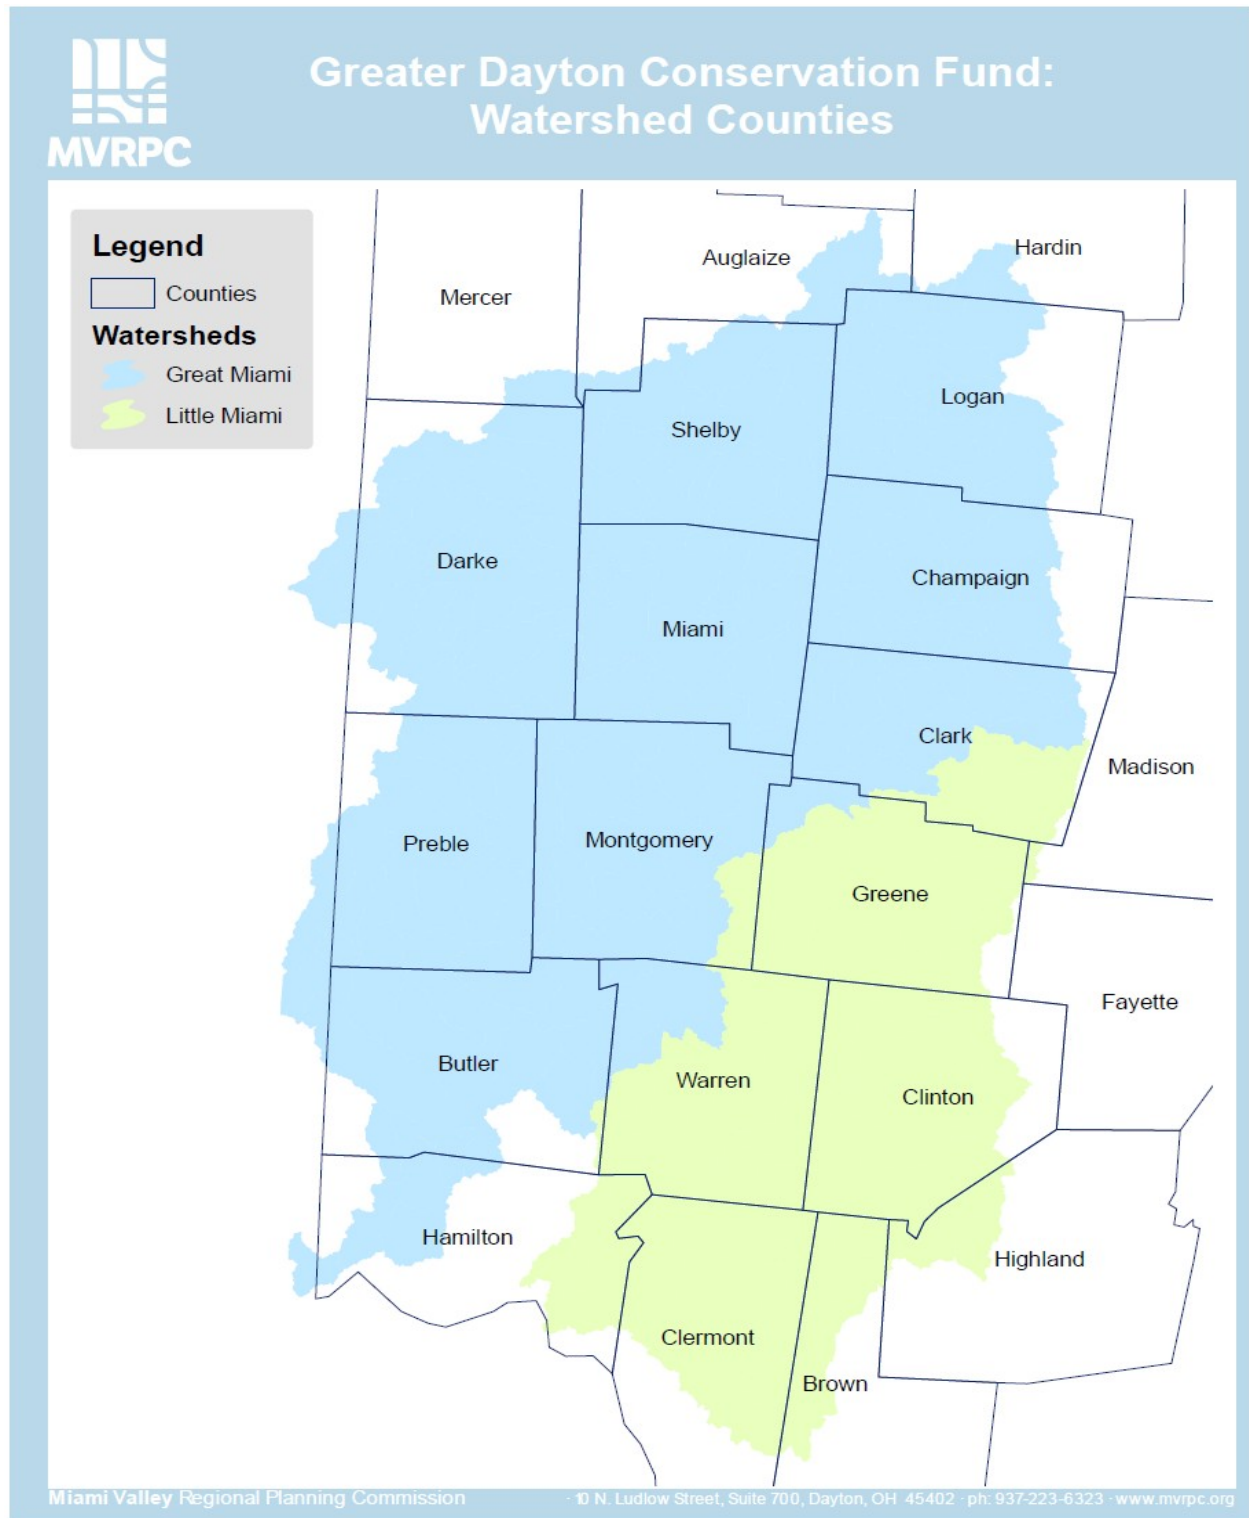 MVRPC
Greater Dayton Conservation Fund:
Watershed Counties
Legend
Counties
Watersheds
Great Miami
Little Miami
Auglaize
Hardin
Mercer
Logan
Shelby
Darke
Champaign
Miami
Clark
Madison
Preble
Montgomery
Greene
Fayette
Butler
Warren
Clinton
Hamilton
Highland
Clermont
Brown
Miami Valley Regional Planning Commission · 10 N. Ludlow Street, Suite 700, Dayton, OH 45402 · ph: 937-223-6323 · www.mvrpc.org